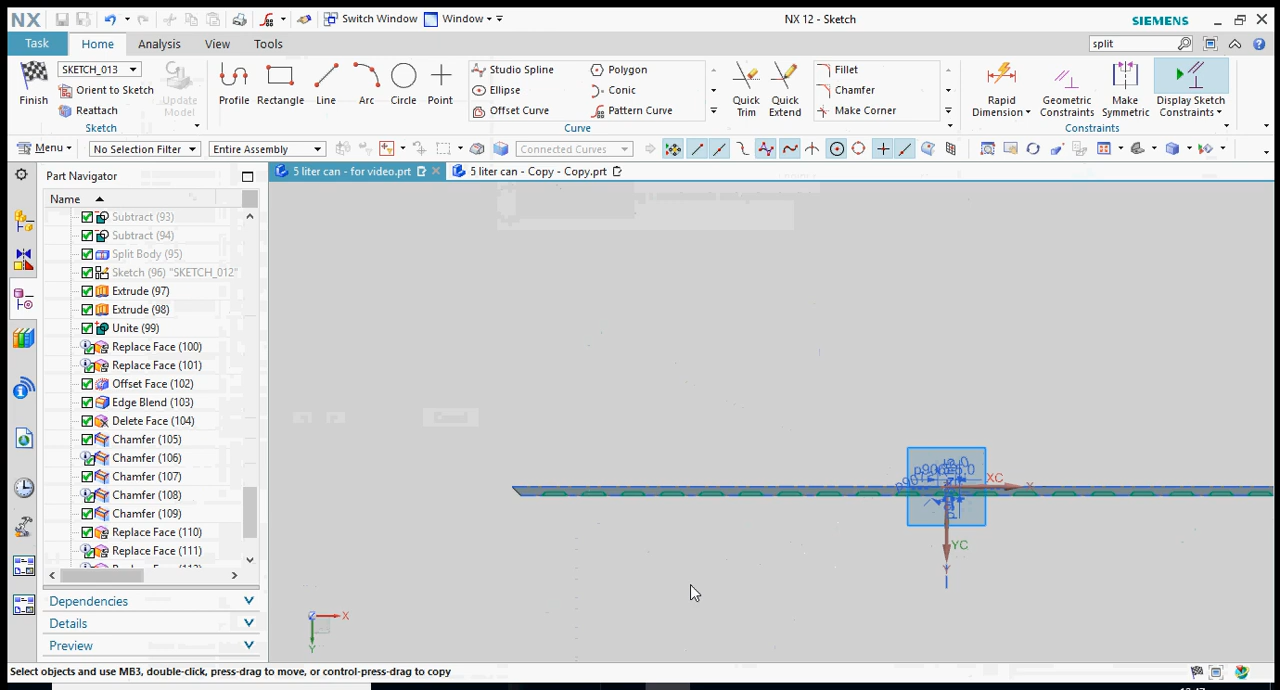 NX
Switch Window
Window
NX 12 - Sketch
SIEMENS
Task
Home
Analysis
View
Tools
split
Finish
SKETCH_013
Orient to Sketch
Reattach
Update
Model
Sketch
Profile
Rectangle
Line
Arc
Circle
Point
Studio Spline
Ellipse
Offset Curve
Polygon
Conic
Pattern Curve
Curve
Quick
Trim
Quick
Extend
Fillet
Chamfer
Make Corner
Rapid
Dimension
Geometric
Constraints
Make
Symmetric
Display Sketch
Constraints
Constraints
Menu
No Selection Filter
Entire Assembly
Connected Curves
5 liter can - for video.prt
5 liter can - Copy - Copy.prt
Part Navigator
Name
Subtract (93)
Subtract (94)
Split Body (95)
Sketch (96) "SKETCH_012"
Extrude (97)
Extrude (98)
Unite (99)
Replace Face (100)
Replace Face (101)
Offset Face (102)
Edge Blend (103)
Delete Face (104)
Chamfer (105)
Chamfer (106)
Chamfer (107)
Chamfer (108)
Chamfer (109)
Replace Face (110)
Replace Face (111)
Dependencies
Details
Preview
XC
X
YC
Y
X
Y
Select objects and use MB3, double-click, press-drag to move, or control-press-drag to copy